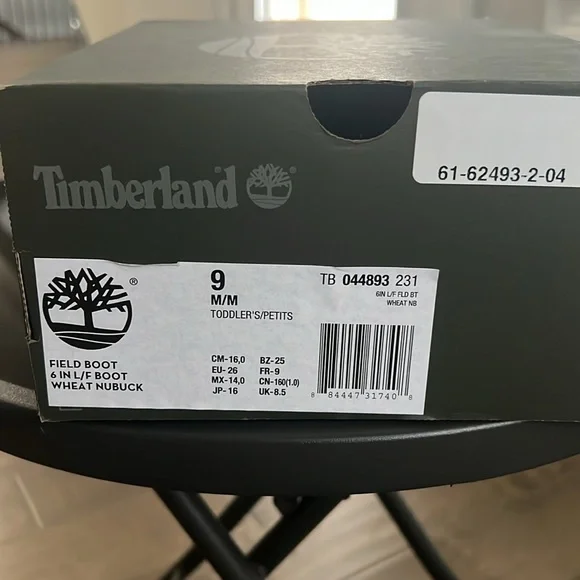 61-62493-2-04
Timberland
®
FIELD BOOT
6 IN L/F BOOT
WHEAT NUBUCK
9
M/M
TODDLER'S/PETITS
CM-16,0 BZ-25
EU- 26 FR-9
MX-14,0 CN-160(1.0)
JP- 16 UK-8.5
TB 044893 231
6IN L/F FLD BT
WHEAT NB
8 84447 31740 8